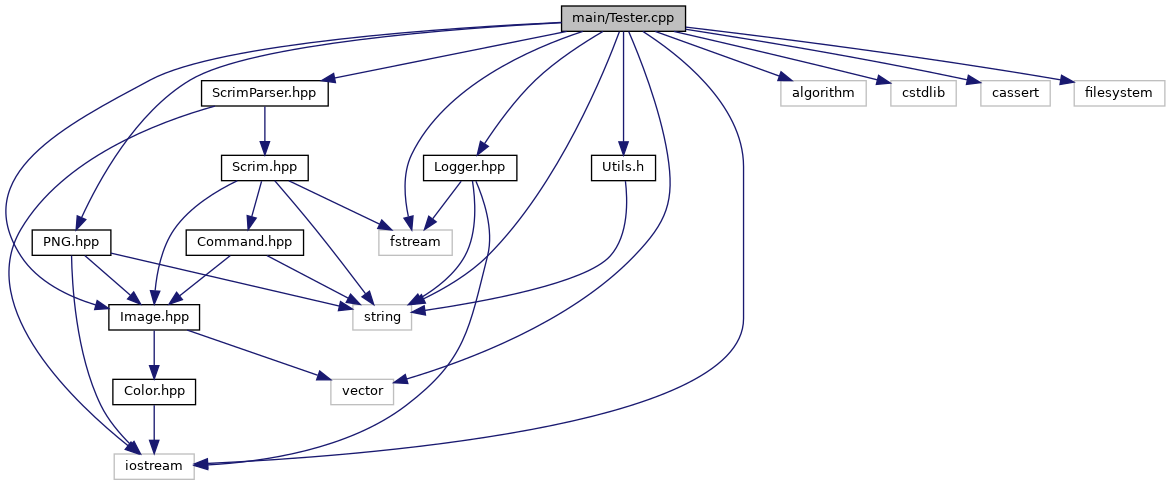 main/Tester.cpp
ScrimParser.hpp
algorithm
cstdlib
cassert
filesystem
Scrim.hpp
Logger.hpp
Utils.h
PNG.hpp
Command.hpp
fstream
Image.hpp
string
Color.hpp
vector
iostream